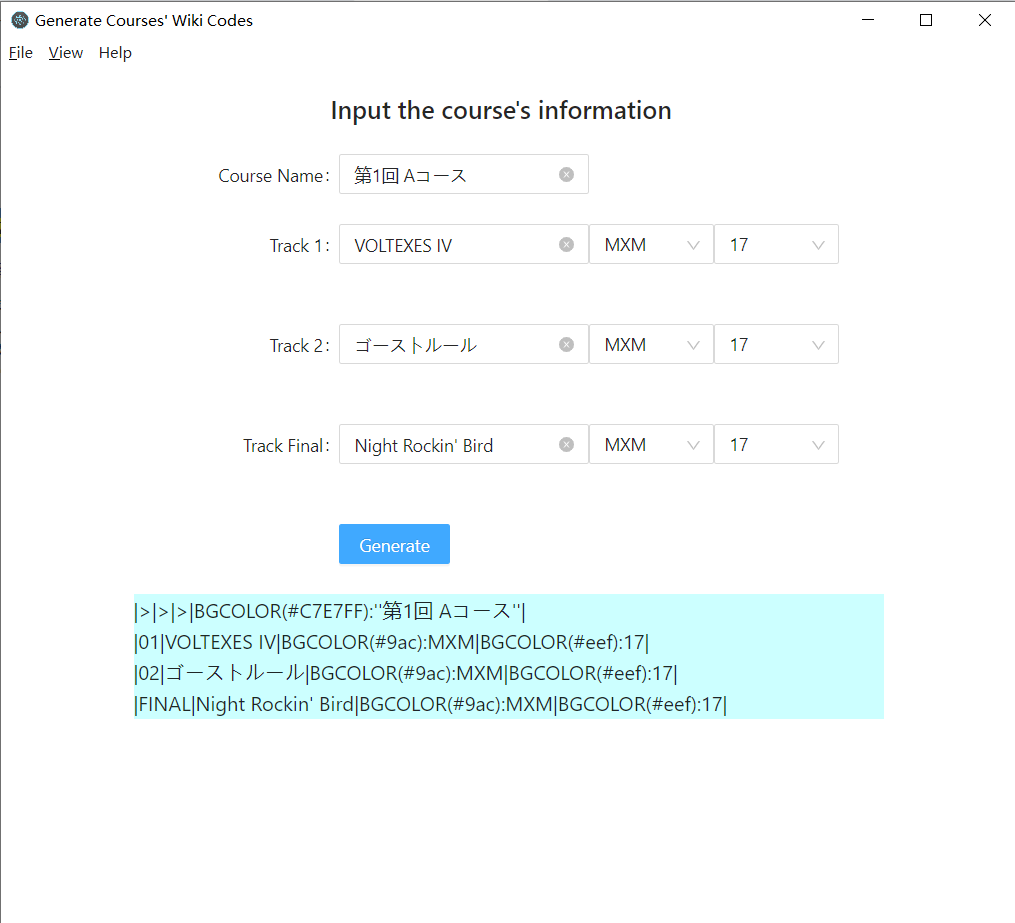 Generate Courses' Wiki Codes
File View Help
Input the course's information
Course Name: 第1回 Aコース
Track 1: VOLTEXES IV MXM 17
Track 2: ゴーストルール MXM 17
Track Final: Night Rockin' Bird MXM 17
Generate
|>|>|>|BGCOLOR(#C7E7FF):''第1回 Aコース''|
|01|VOLTEXES IV|BGCOLOR(#9ac):MXM|BGCOLOR(#eef):17|
|02|ゴーストルール|BGCOLOR(#9ac):MXM|BGCOLOR(#eef):17|
|FINAL|Night Rockin' Bird|BGCOLOR(#9ac):MXM|BGCOLOR(#eef):17|